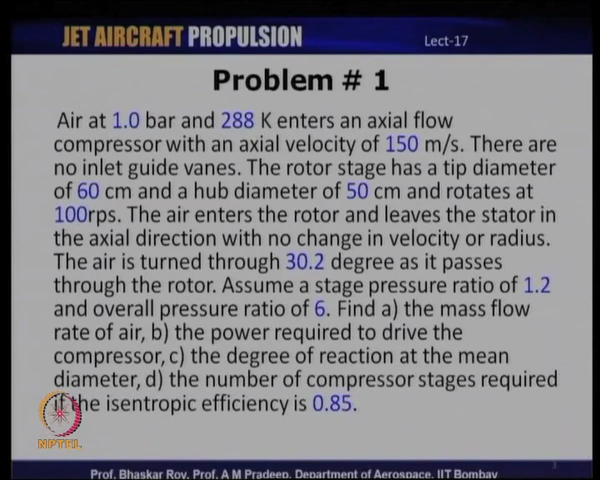 JET AIRCRAFT PROPULSION
Lect-17
Problem # 1
Air at 1.0 bar and 288 K enters an axial flow
compressor with an axial velocity of 150 m/s. There are
no inlet guide vanes. The rotor stage has a tip diameter
of 60 cm and a hub diameter of 50 cm and rotates at
100rps. The air enters the rotor and leaves the stator in
the axial direction with no change in velocity or radius.
The air is turned through 30.2 degree as it passes
through the rotor. Assume a stage pressure ratio of 1.2
and overall pressure ratio of 6. Find a) the mass flow
rate of air, b) the power required to drive the
compressor, c) the degree of reaction at the mean
diameter, d) the number of compressor stages required
if the isentropic efficiency is 0.85.
NPTEL
3
Prof. Bhaskar Roy, Prof. A M Pradeep, Department of Aerospace, IIT Bombay